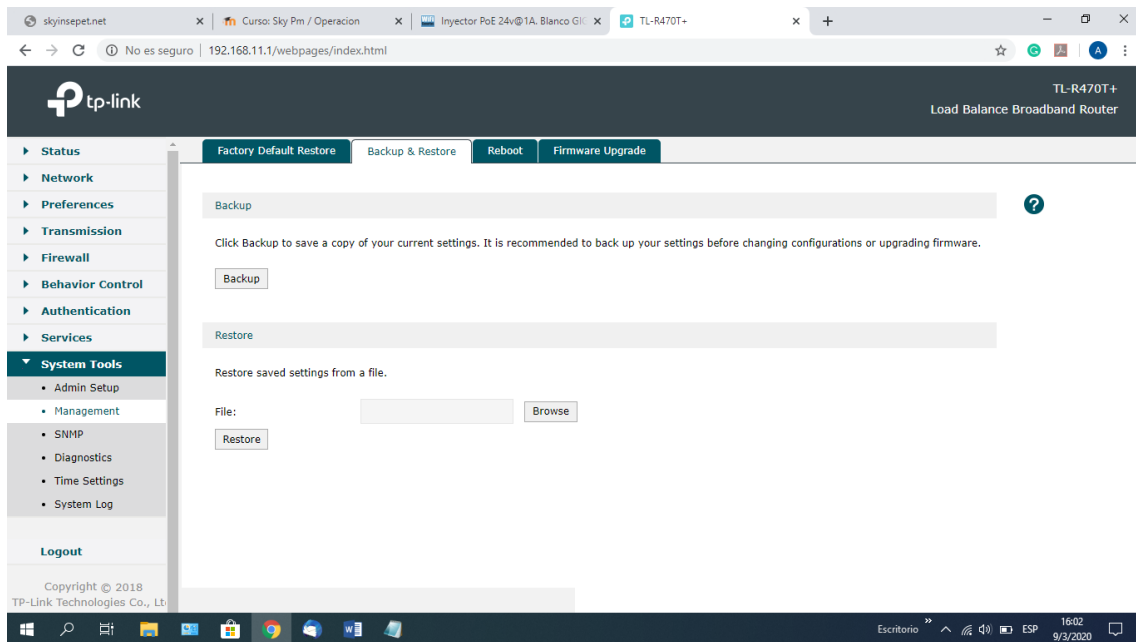 skyinsepet.net
Curso: Sky Pm / Operacion
Inyector PoE 24v@1A. Blanco GIG
TL-R470T+
No es seguro | 192.168.11.1/webpages/index.html
A
tp-link
TL-R470T+
Load Balance Broadband Router
Status
Network
Preferences
Transmission
Firewall
Behavior Control
Authentication
Services
System Tools
• Admin Setup
• Management
• SNMP
• Diagnostics
• Time Settings
• System Log
Logout
Copyright © 2018
TP-Link Technologies Co., Lt
Factory Default Restore
Backup & Restore
Reboot
Firmware Upgrade
Backup
?
Click Backup to save a copy of your current settings. It is recommended to back up your settings before changing configurations or upgrading firmware.
Backup
Restore
Restore saved settings from a file.
File:
Browse
Restore
Escritorio
ESP
16:02
9/3/2020